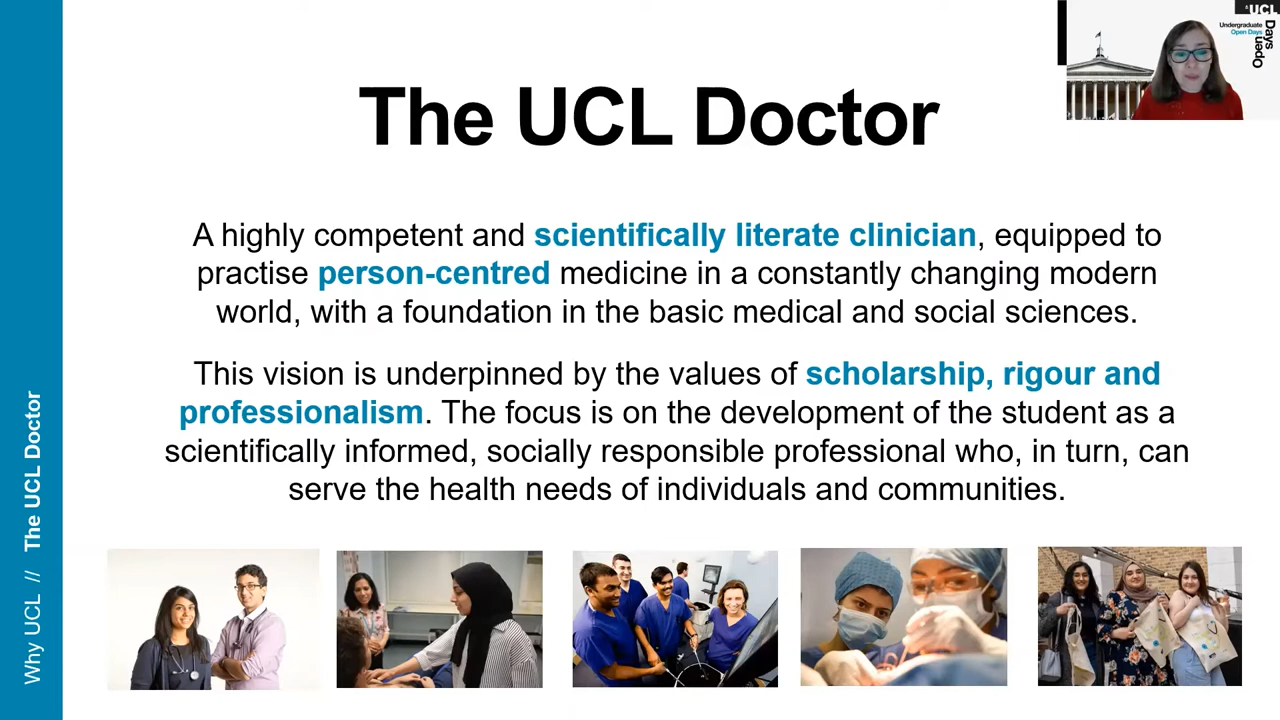 The UCL Doctor
A highly competent and scientifically literate clinician, equipped to
practise person-centred medicine in a constantly changing modern
world, with a foundation in the basic medical and social sciences.
This vision is underpinned by the values of scholarship, rigour and
professionalism. The focus is on the development of the student as a
scientifically informed, socially responsible professional who, in turn, can
serve the health needs of individuals and communities.
Why UCL // The UCL Doctor
UCL
Undergraduate
Open Days
Open
Days